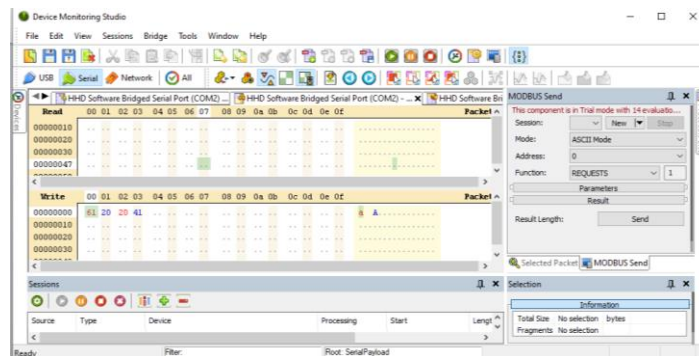 Device Monitoring Studio
File Edit View Sessions Bridge Tools Window Help
USB Serial Network All
Devices
HHD Software Bridged Serial Port (COM2) HHD Software Bridged Serial Port (COM2) - ... HHD Software Bri
Read 00 01 02 03 04 05 06 07 08 09 0a 0b 0c 0d 0e 0f Packet
00000010
00000020
00000030
00000047
Write 00 01 02 03 04 05 06 07 08 09 0a 0b 0c 0d 0e 0f Packet
00000000 61 20 20 41 a A
00000010
00000020
00000030
MODBUS Send
This component is in Trial mode with 14 evaluatio....
Session: New Stop
Mode: ASCII Mode
Address: 0
Function: REQUESTS 1
Parameters
Result
Result Length: Send
Selected Packet MODBUS Send
Sessions
Source Type Device Processing Start Lengt
Selection
Information
Total Size No selection bytes
Fragments No selection
Ready Filter: Root: SerialPayload